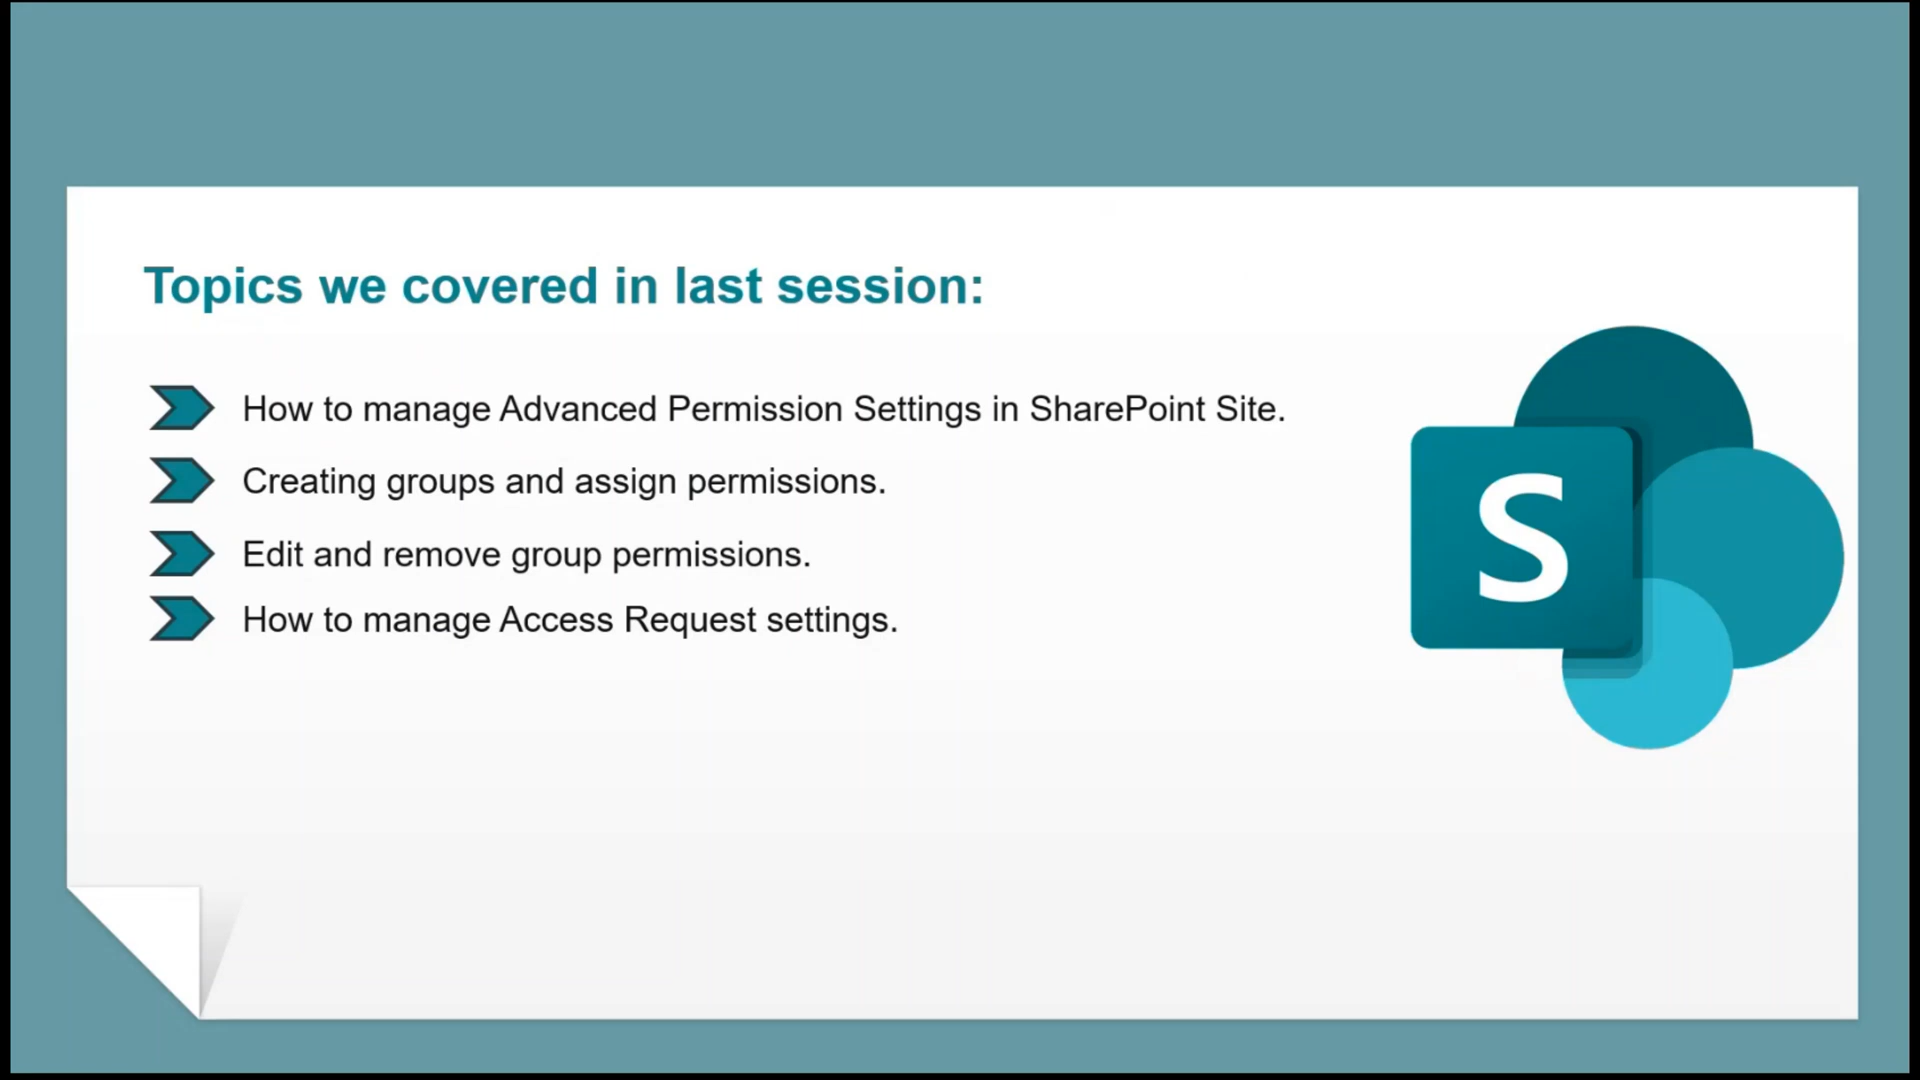 Topics we covered in last session:
How to manage Advanced Permission Settings in SharePoint Site.
Creating groups and assign permissions.
Edit and remove group permissions.
How to manage Access Request settings.
S